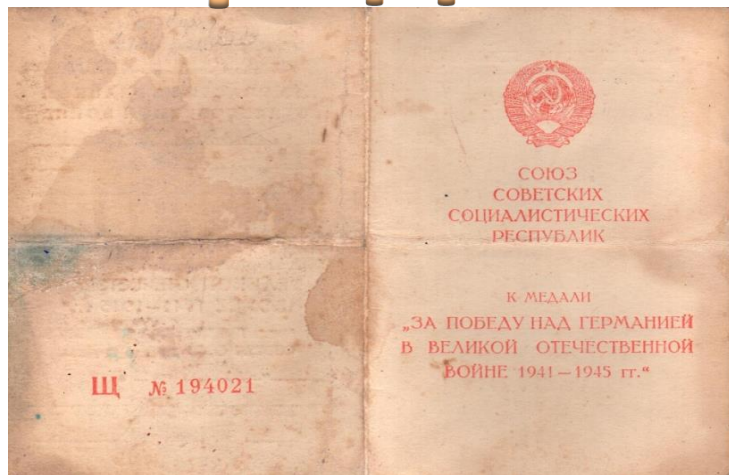 Щ № 194021
СОЮЗ
СОВЕТСКИХ
СОЦИАЛИСТИЧЕСКИХ
РЕСПУБЛИК
К МЕДАЛИ
„ЗА ПОБЕДУ НАД ГЕРМАНИЕЙ
В ВЕЛИКОЙ ОТЕЧЕСТВЕННОЙ
ВОЙНЕ 1941 — 1945 гг.“